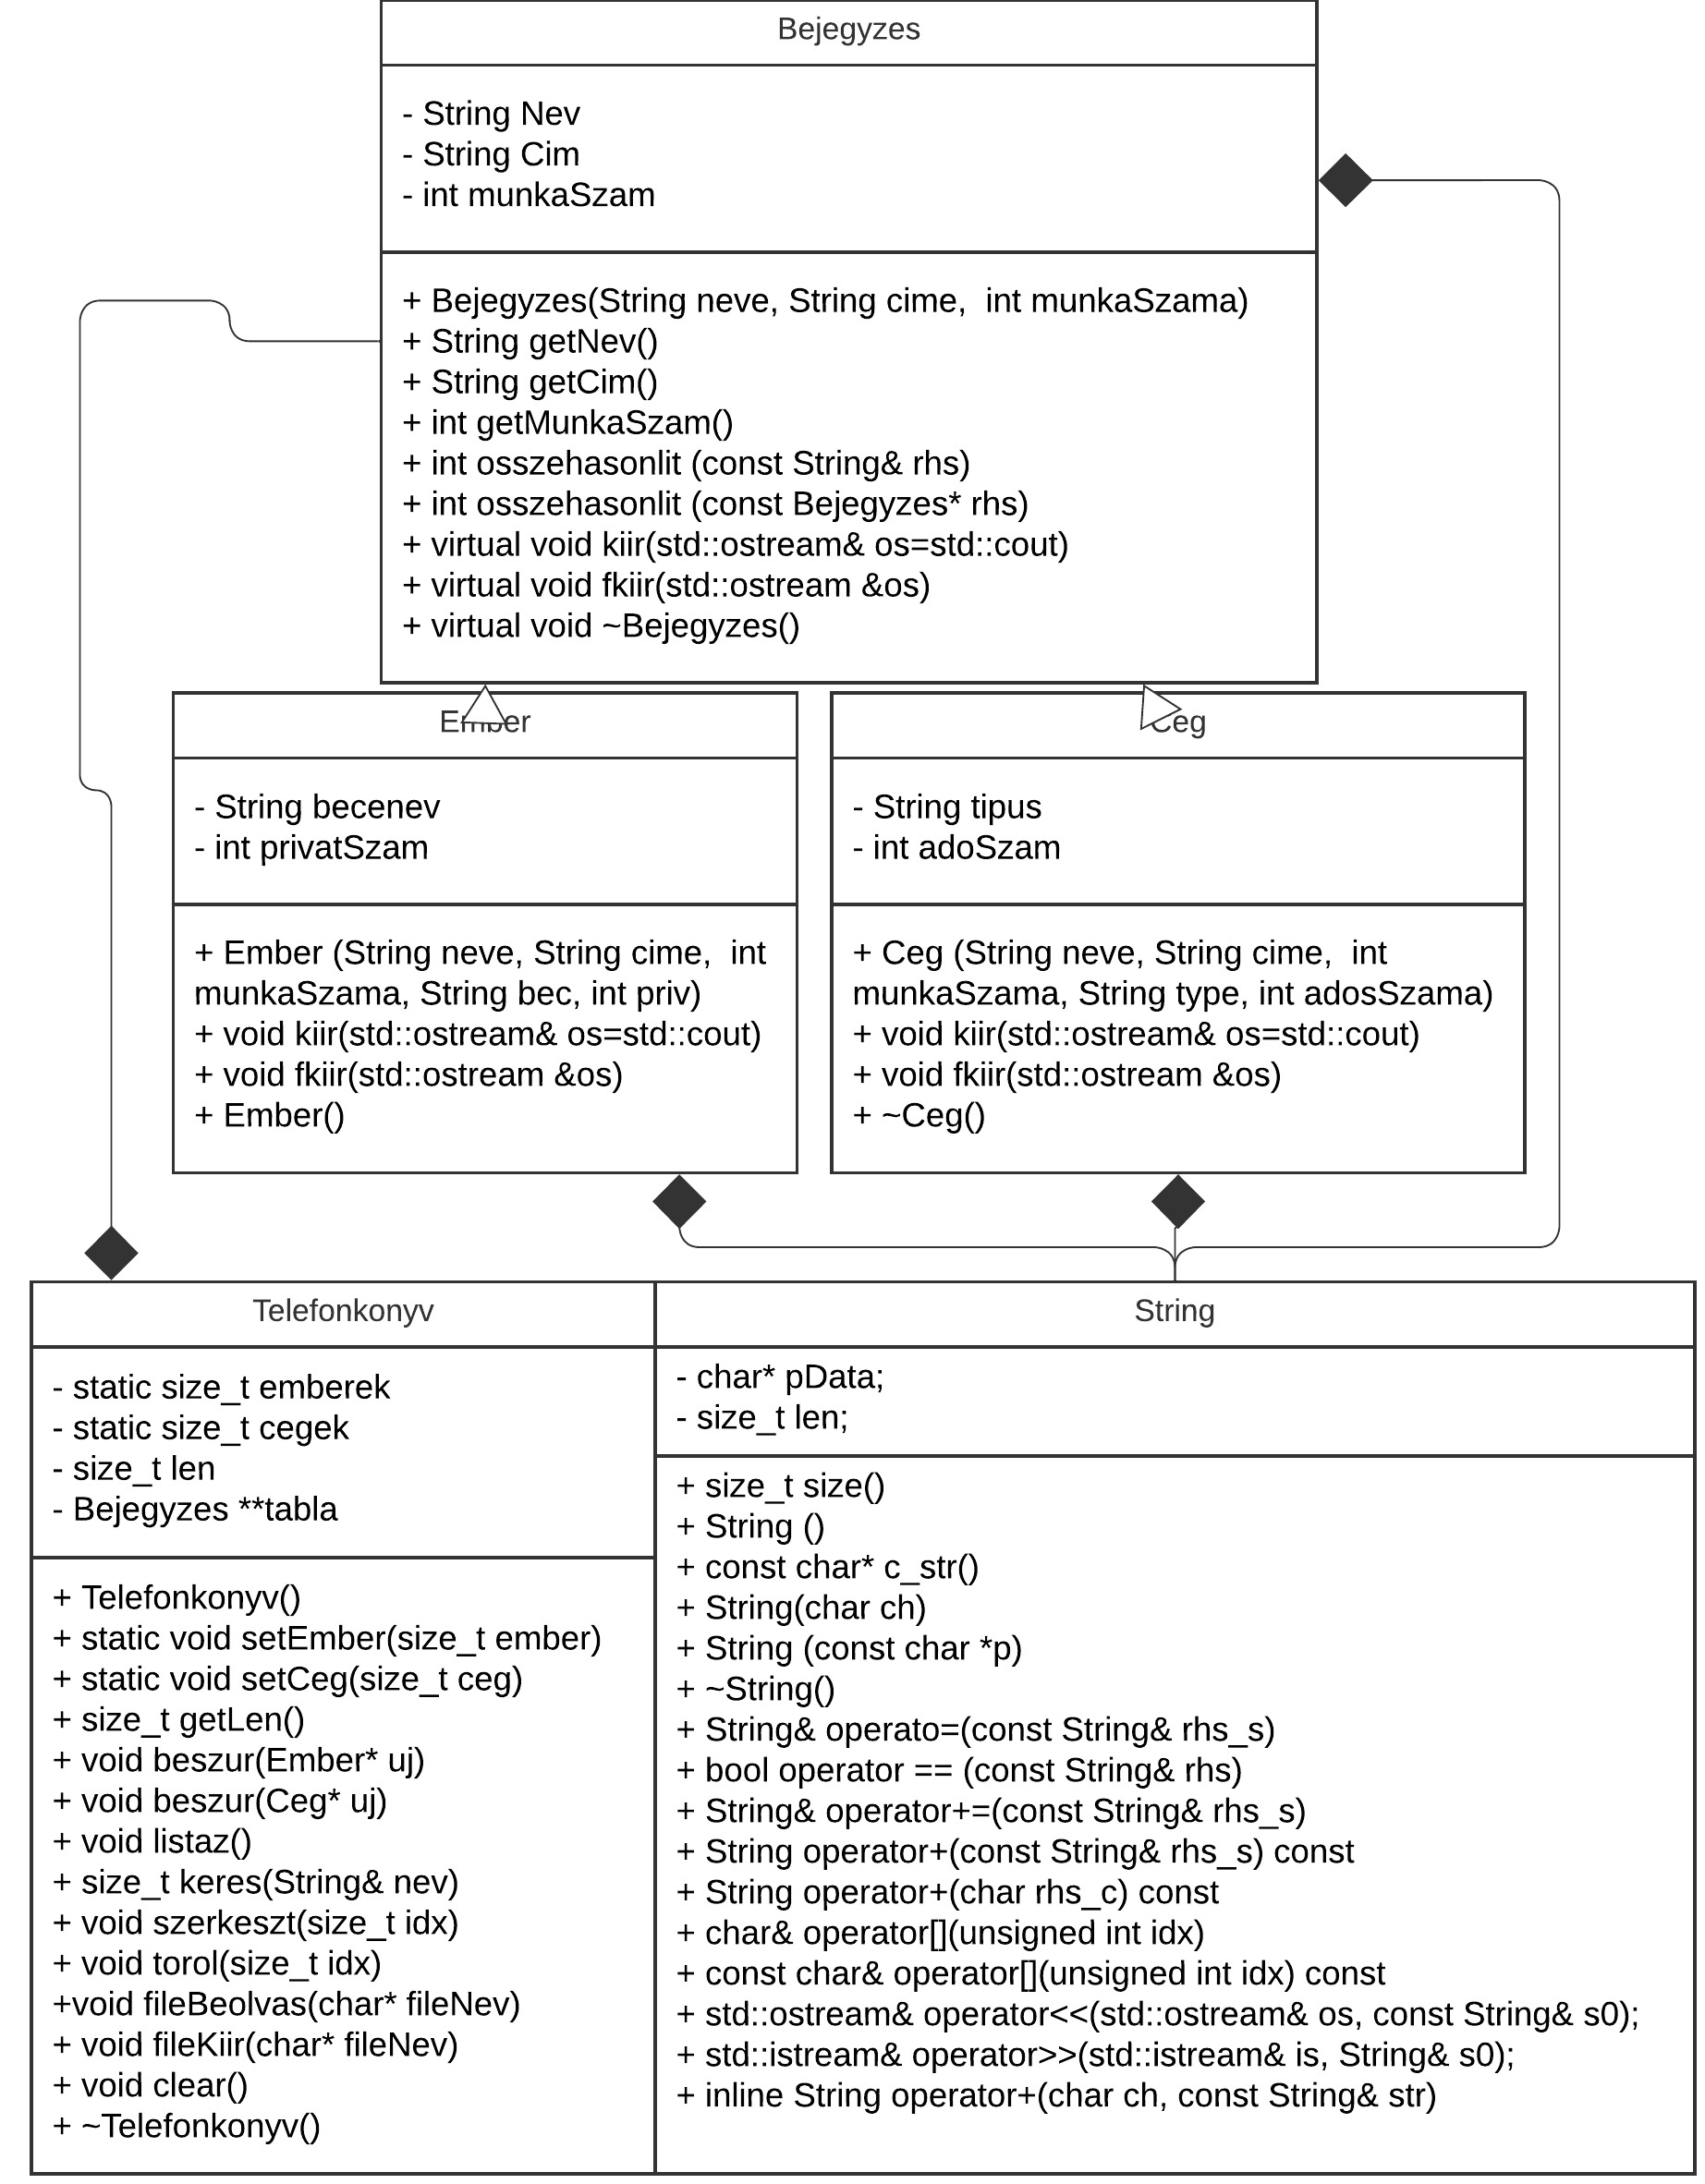 Bejegyzes
- String Nev
- String Cim
- int munkaSzam
+ Bejegyzes(String neve, String cime,  int munkaSzama)
+ String getNev()
+ String getCim()
+ int getMunkaSzam()
+ int osszehasonlit (const String& rhs)
+ int osszehasonlit (const Bejegyzes* rhs)
+ virtual void kiir(std::ostream& os=std::cout)
+ virtual void fkiir(std::ostream &os)
+ virtual void ~Bejegyzes()
Ember
- String becenev
- int privatSzam
+ Ember (String neve, String cime,  int
munkaSzama, String bec, int priv)
+ void kiir(std::ostream& os=std::cout)
+ void fkiir(std::ostream &os)
+ Ember()
Ceg
- String tipus
- int adoSzam
+ Ceg (String neve, String cime,  int
munkaSzama, String type, int adosSzama)
+ void kiir(std::ostream& os=std::cout)
+ void fkiir(std::ostream &os)
+ ~Ceg()
Telefonkonyv
- static size_t emberek
- static size_t cegek
- size_t len
- Bejegyzes **tabla
+ Telefonkonyv()
+ static void setEmber(size_t ember)
+ static void setCeg(size_t ceg)
+ size_t getLen()
+ void beszur(Ember* uj)
+ void beszur(Ceg* uj)
+ void listaz()
+ size_t keres(String& nev)
+ void szerkeszt(size_t idx)
+ void torol(size_t idx)
+void fileBeolvas(char* fileNev)
+ void fileKiir(char* fileNev)
+ void clear()
+ ~Telefonkonyv()
String
- char* pData;
- size_t len;
+ size_t size()
+ String ()
+ const char* c_str()
+ String(char ch)
+ String (const char *p)
+ ~String()
+ String& operato=(const String& rhs_s)
+ bool operator == (const String& rhs)
+ String& operator+=(const String& rhs_s)
+ String operator+(const String& rhs_s) const
+ String operator+(char rhs_c) const
+ char& operator[](unsigned int idx)
+ const char& operator[](unsigned int idx) const
+ std::ostream& operator<<(std::ostream& os, const String& s0);
+ std::istream& operator>>(std::istream& is, String& s0);
+ inline String operator+(char ch, const String& str)